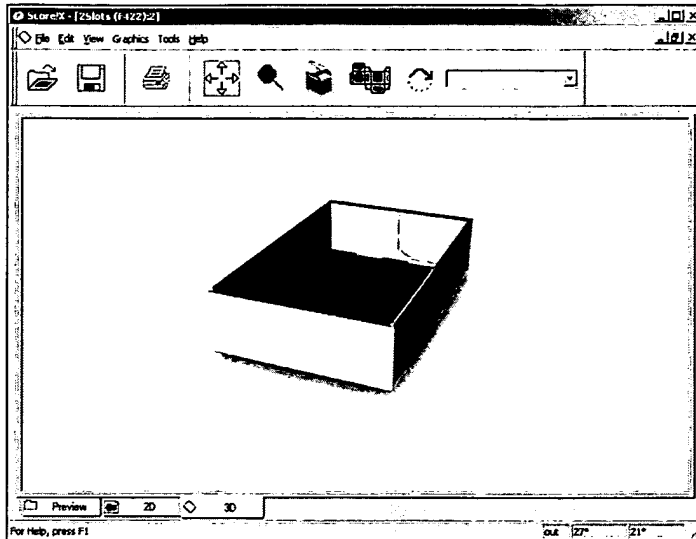 Score!X - [2Slots (F422):2]
File Edit View Graphics Tools Help
Preview 2D 3D
For Help, press F1
out 27° 21°